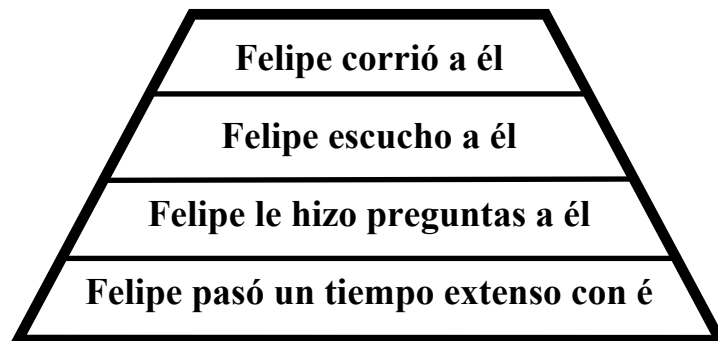 Felipe corrió a él
Felipe escucho a él
Felipe le hizo preguntas a él
Felipe pasó un tiempo extenso con é